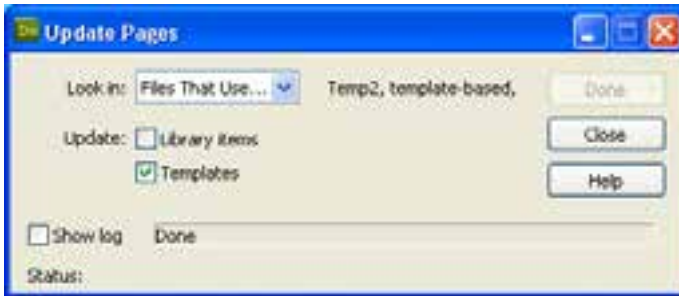 Dw Update Pages
Look in: Files That Use... Temp2, template-based, Done
Update: Library items Close
Templates Help
Show log Done
Status: